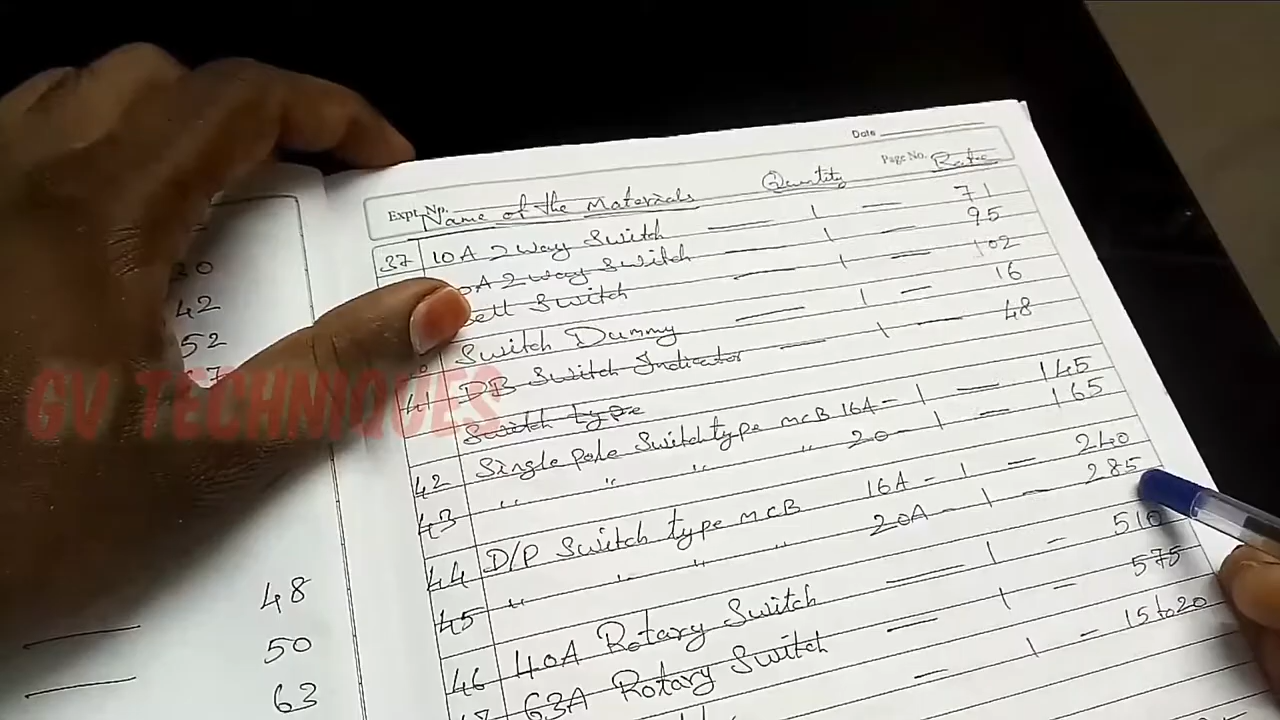 Date
Expt. No.
Page No.
Name of the Materials Quantity Rate
37 10A 2 way Switch — 1 — 71
0A 2 way Switch — 1 — 95
Bell Switch — 1 — 102
Switch Dummy — 1 — 16
41 DB Switch Indicator — 1 — 48
Switch type
42 Single pole Switch type MCB 16A - 1 — 145
43 " " " 20 - 1 — 165
44 D/P Switch type MCB 16A - 1 — 240
45 " " " " 20A - 1 — 285
46 40A Rotary Switch — 1 — 510
47 63A Rotary Switch — 1 — 575
— 1 — 15 to 20
30
42
52
48
50
63
GV TECHNIQUES